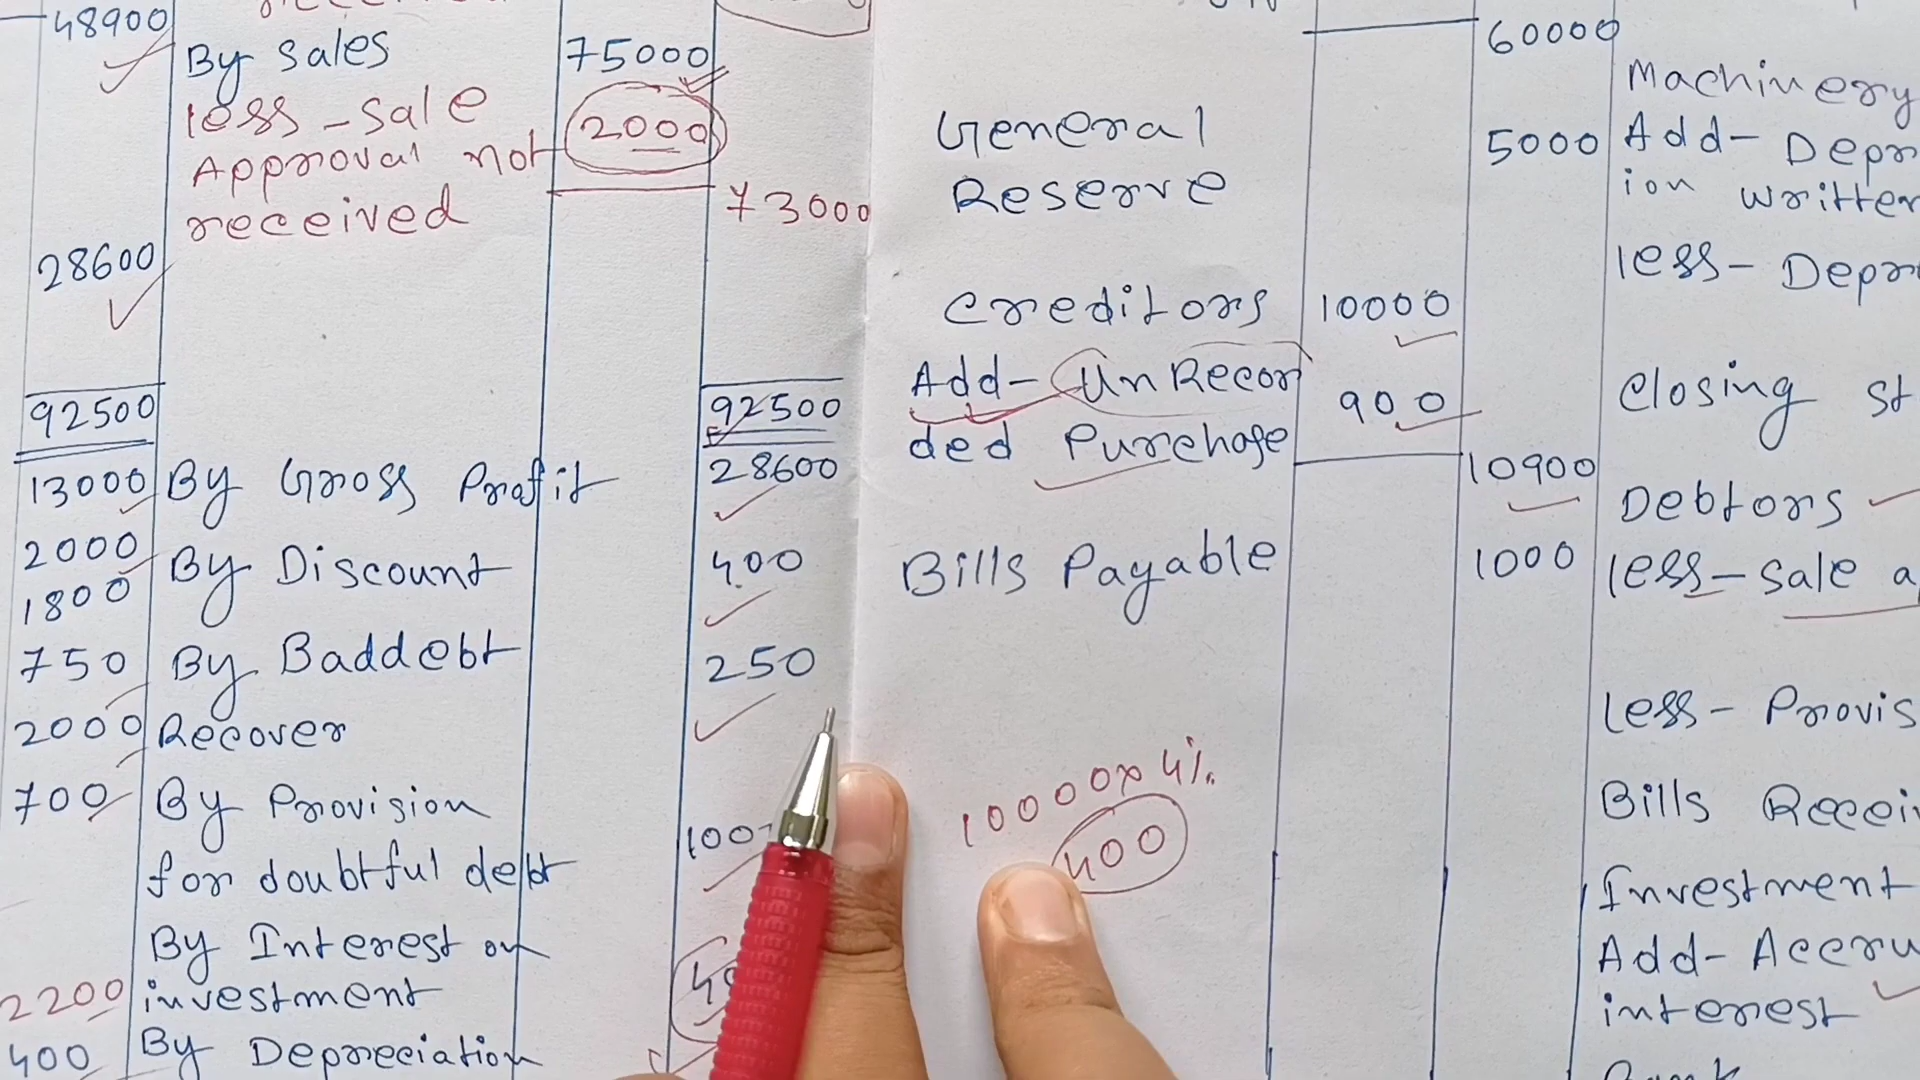 48900
By Sales 75000
less - Sale 2000
Approval not
received 73000
28600
92500 92500
13000 By Gross Profit 28600
2000 By Discount 400
1800
750 By Baddebt 250
2000 Recover
700 By Provision
for doubtful debt
By Interest on
2200 investment
400 By Depreciation
60000
General 5000
Reserve
Creditors 10000
Add- UnRecor 900
ded Purchase 10900
Bills Payable 1000
10000x 4%
400
Machinery
Add- Depr
ion written
less- Depr
Closing St
Debtors
less- Sale a
less- Provis
Bills Recei
Investment
Add- Accru
interest